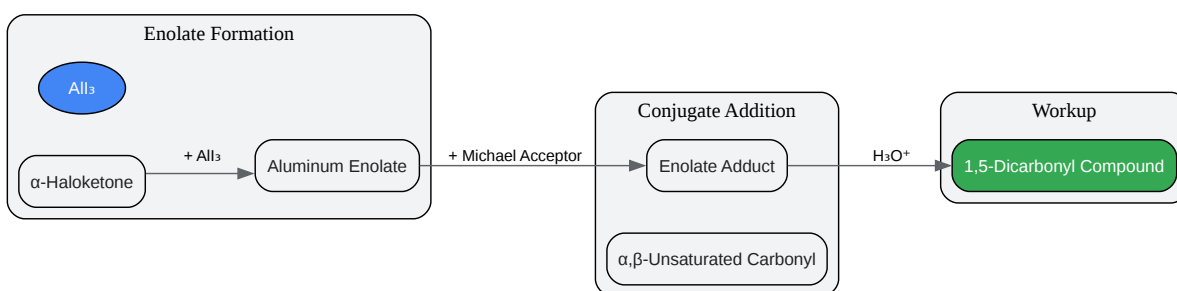 Enolate Formation
AlI₃
α-Haloketone
+ AlI₃
Aluminum Enolate
+ Michael Acceptor
Conjugate Addition
Enolate Adduct
α,β-Unsaturated Carbonyl
H₃O⁺
Workup
1,5-Dicarbonyl Compound